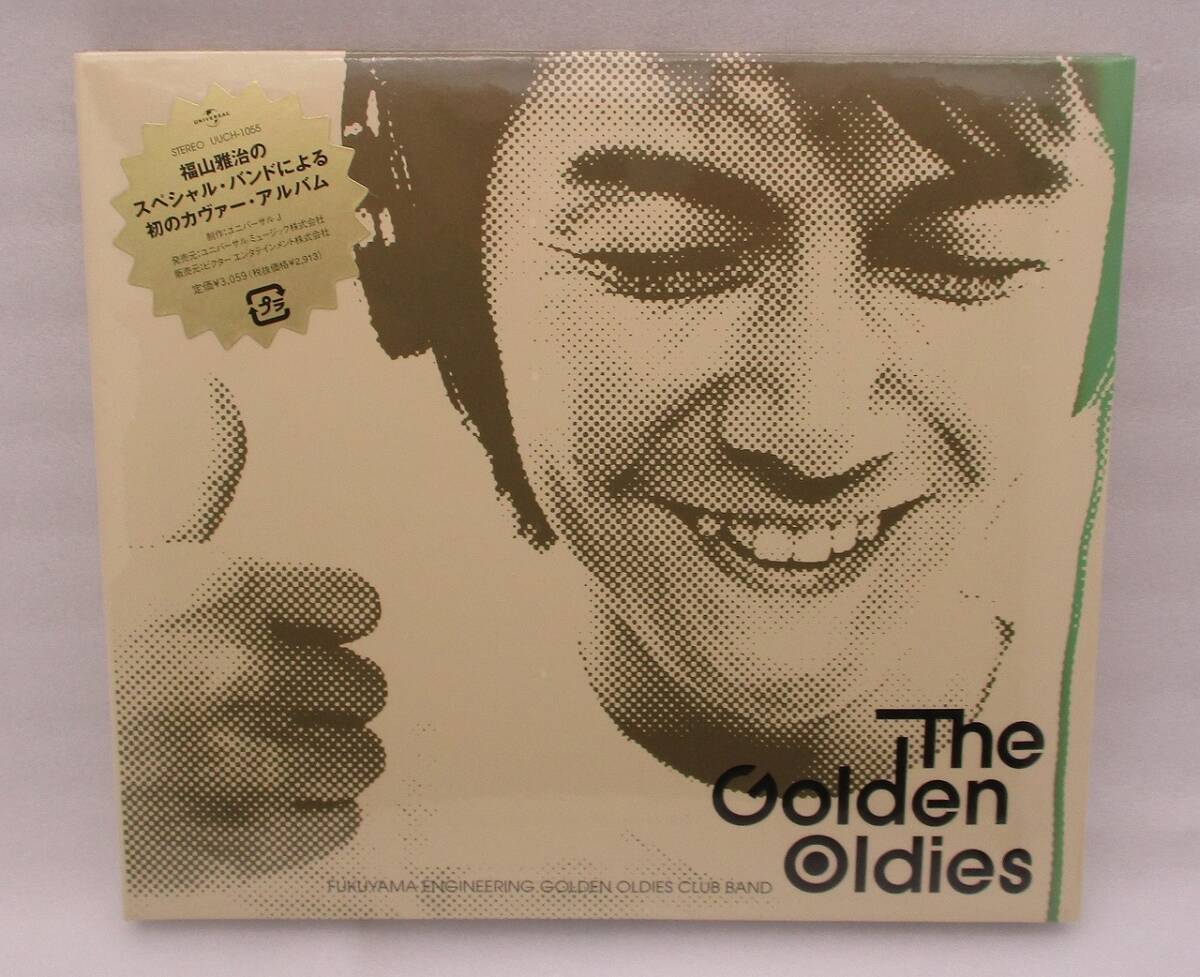 UNIVERSAL
STEREO UUCH-1055
福山雅治の
スペシャル・バンドによる
初のカヴァー・アルバム
制作:ユニバーサル J
発売元:ユニバーサル ミュージック株式会社
販売元:ビクター エンタテインメント株式会社
定価¥3,059(税抜価格¥2,913)
プラ
The
Golden
Oldies
FUKUYAMA ENGINEERING GOLDEN OLDIES CLUB BAND